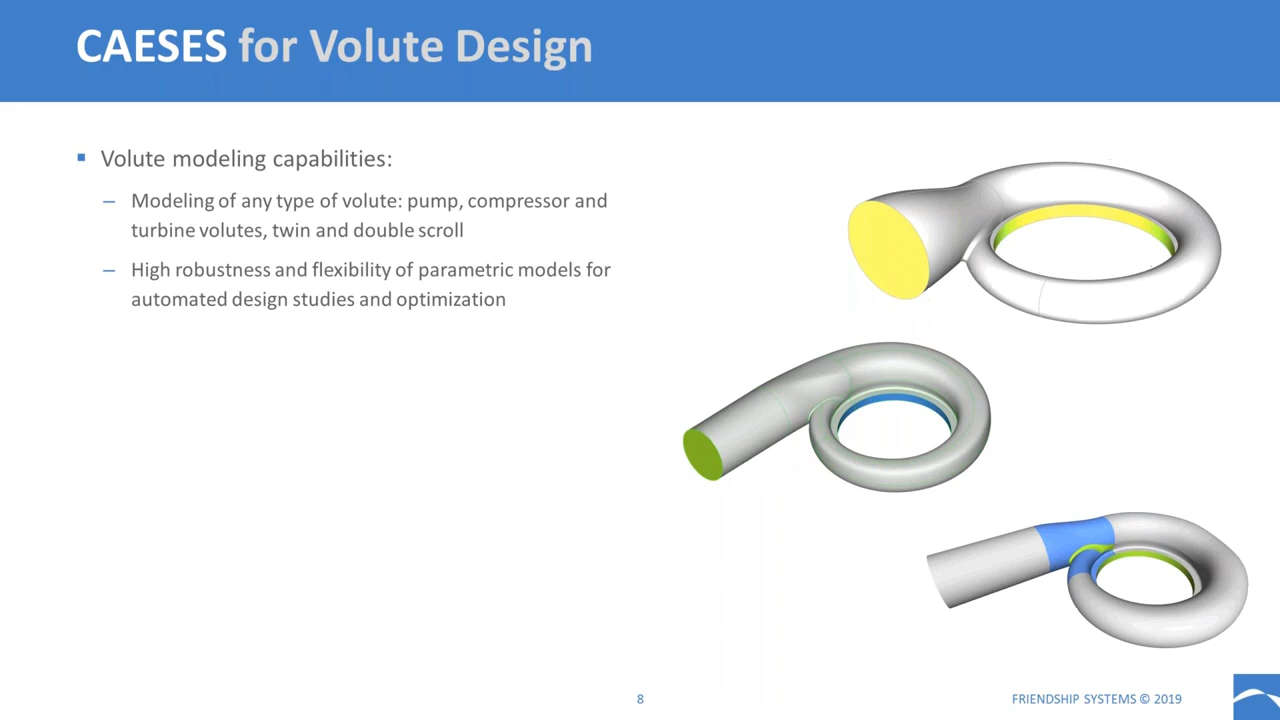 CAESES for Volute Design
▪ Volute modeling capabilities:
– Modeling of any type of volute: pump, compressor and
turbine volutes, twin and double scroll
– High robustness and flexibility of parametric models for
automated design studies and optimization
8
FRIENDSHIP SYSTEMS © 2019